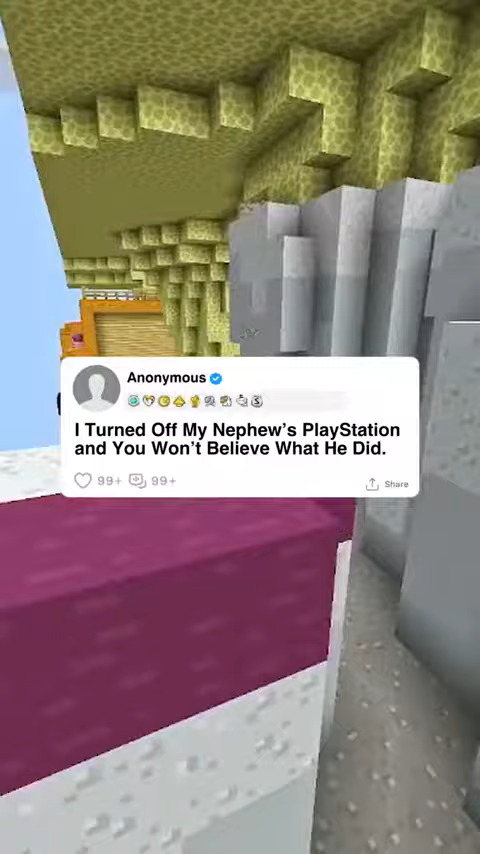 Anonymous
I Turned Off My Nephew's PlayStation
and You Won't Believe What He Did.
99+ 99+
Share